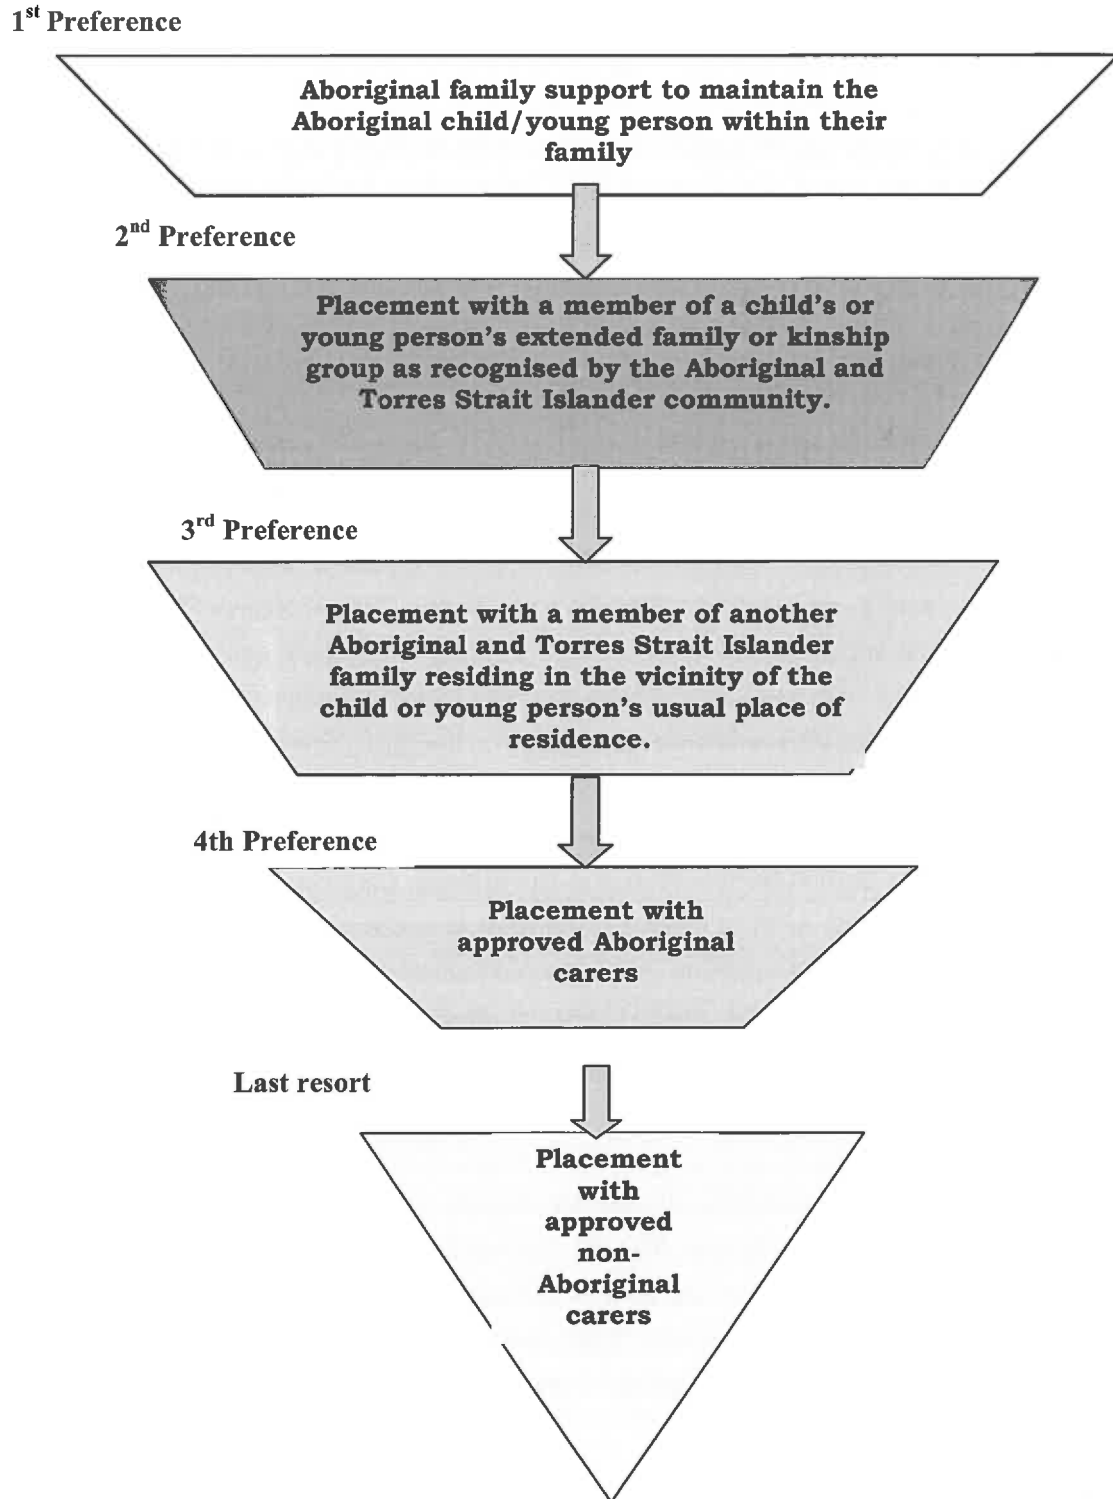 1st Preference
Aboriginal family support to maintain the
Aboriginal child/young person within their
family
2nd Preference
Placement with a member of a child's or
young person's extended family or kinship
group as recognised by the Aboriginal and
Torres Strait Islander community.
3rd Preference
Placement with a member of another
Aboriginal and Torres Strait Islander
family residing in the vicinity of the
child or young person's usual place of
residence.
4th Preference
Placement with
approved Aboriginal
carers
Last resort
Placement
with
approved
non-
Aboriginal
carers